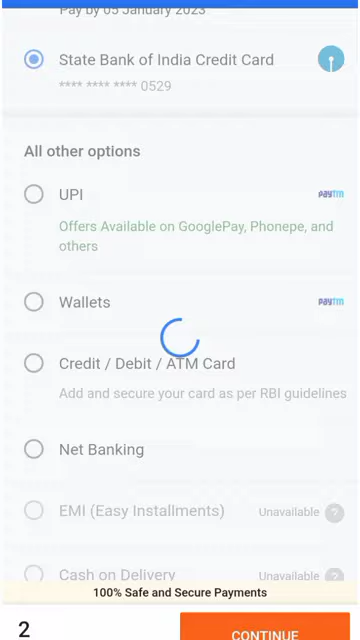 Pay by 05 January 2023
State Bank of India Credit Card
**** **** **** 0529
All other options
UPI
paytm
Offers Available on GooglePay, Phonepe, and
others
Wallets
paytm
Credit / Debit / ATM Card
Add and secure your card as per RBI guidelines
Net Banking
EMI (Easy Installments)
Unavailable ?
Cash on Delivery
Unavailable ?
100% Safe and Secure Payments
2
CONTINUE